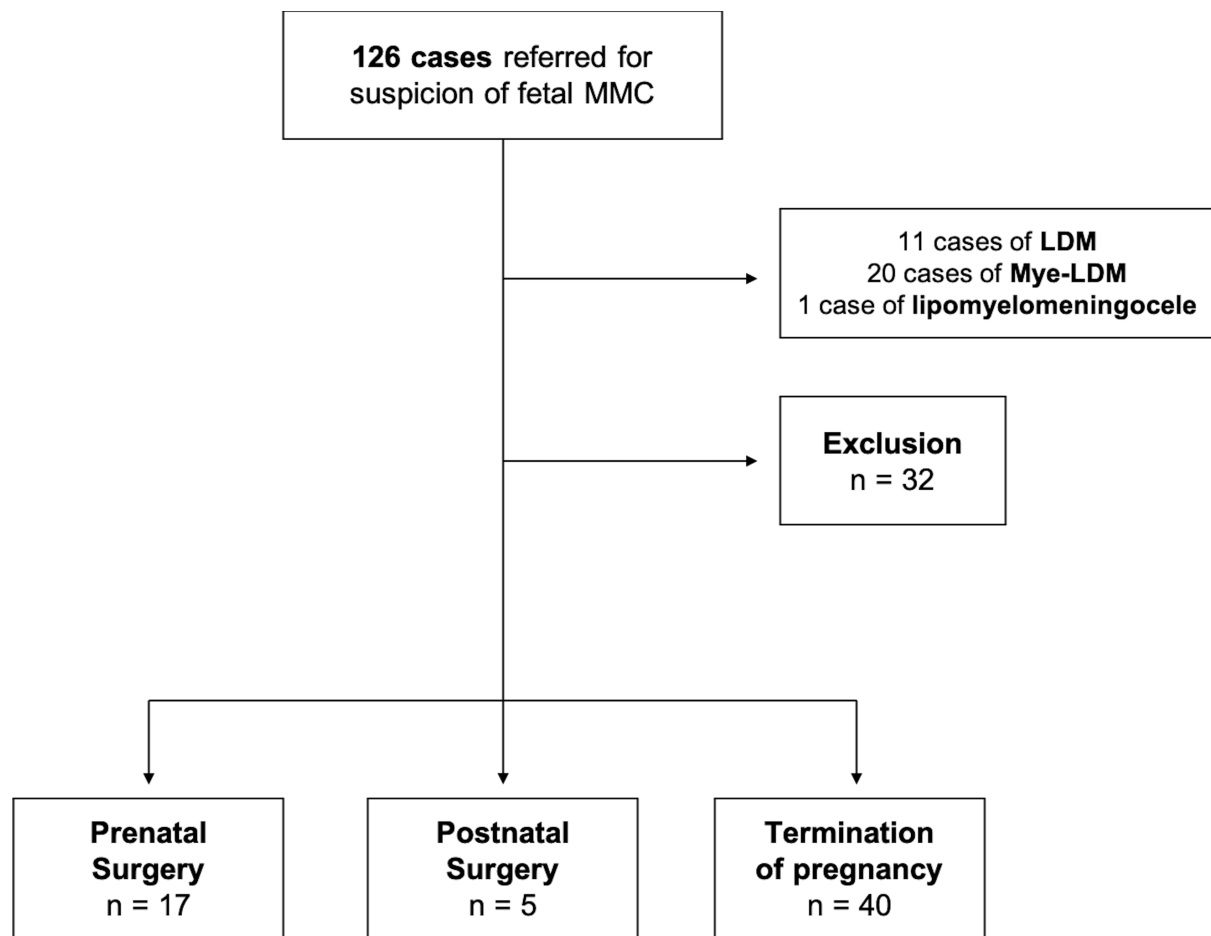 126 cases referred for
suspicion of fetal MMC
11 cases of LDM
20 cases of Mye-LDM
1 case of lipomyelomeningocele
Exclusion
n = 32
Prenatal
Surgery
n = 17
Postnatal
Surgery
n = 5
Termination
of pregnancy
n = 40